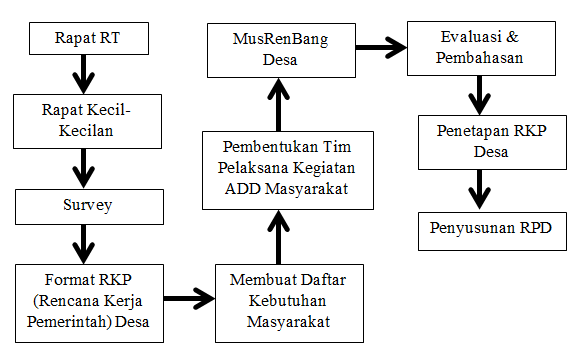 Rapat RT
Rapat Kecil-
Kecilan
Survey
Format RKP
(Rencana Kerja
Pemerintah) Desa
Membuat Daftar
Kebutuhan
Masyarakat
Pembentukan Tim
Pelaksana Kegiatan
ADD Masyarakat
MusRenBang
Desa
Evaluasi &
Pembahasan
Penetapan RKP
Desa
Penyusunan RPD